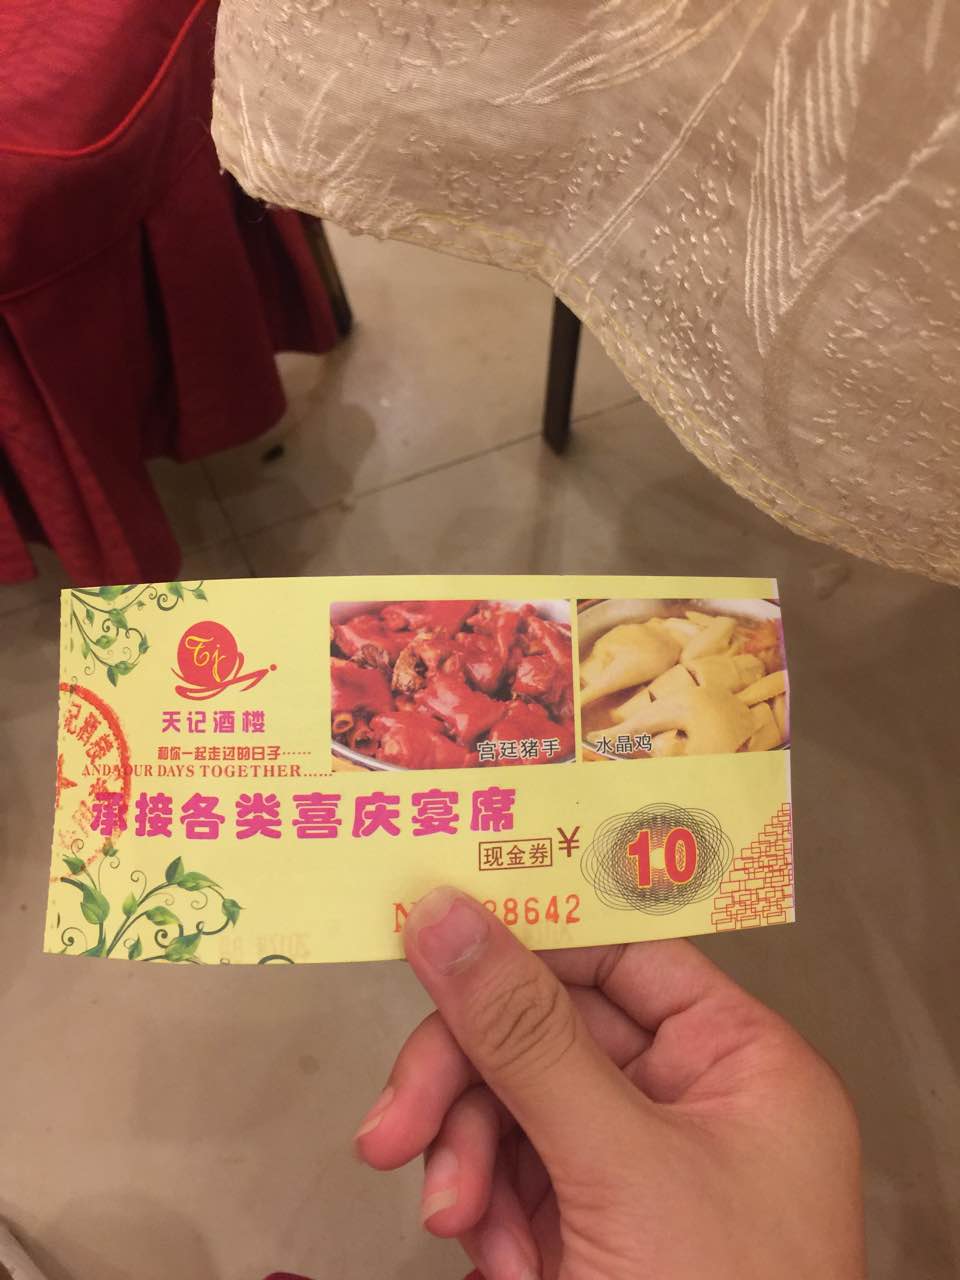 TJ
天记酒楼
和你一起走过的日子……
AND YOUR DAYS TOGETHER……
宫廷猪手
水晶鸡
承接各类喜庆宴席
现金券 ¥ 10
28642